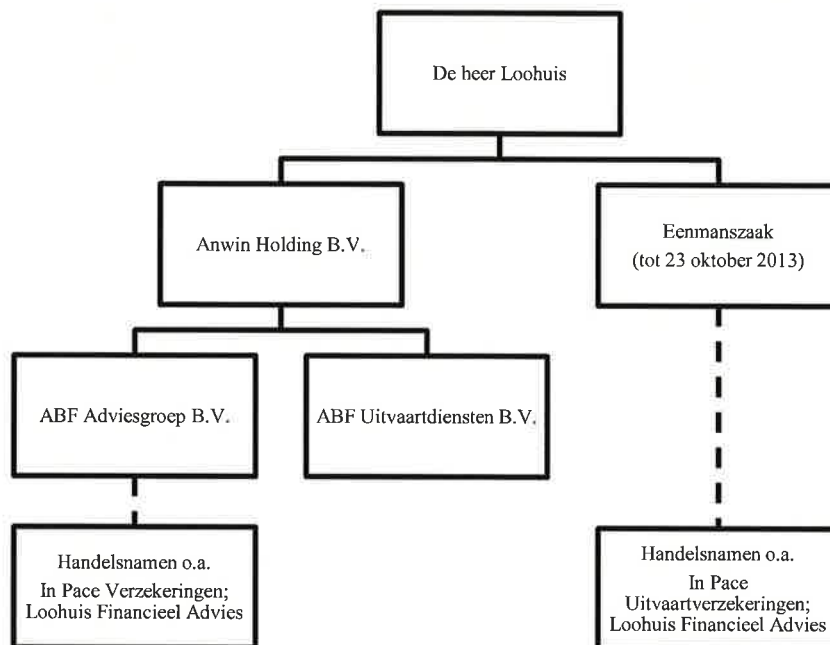 De heer Loohuis
Anwin Holding B.V.
Eenmanszaak
(tot 23 oktober 2013)
ABF Adviesgroep B.V.
ABF Uitvaartdiensten B.V.
Handelsnamen o.a.
In Pace Verzekeringen;
Loohuis Financieel Advies
Handelsnamen o.a.
In Pace
Uitvaartverzekeringen;
Loohuis Financieel Advies